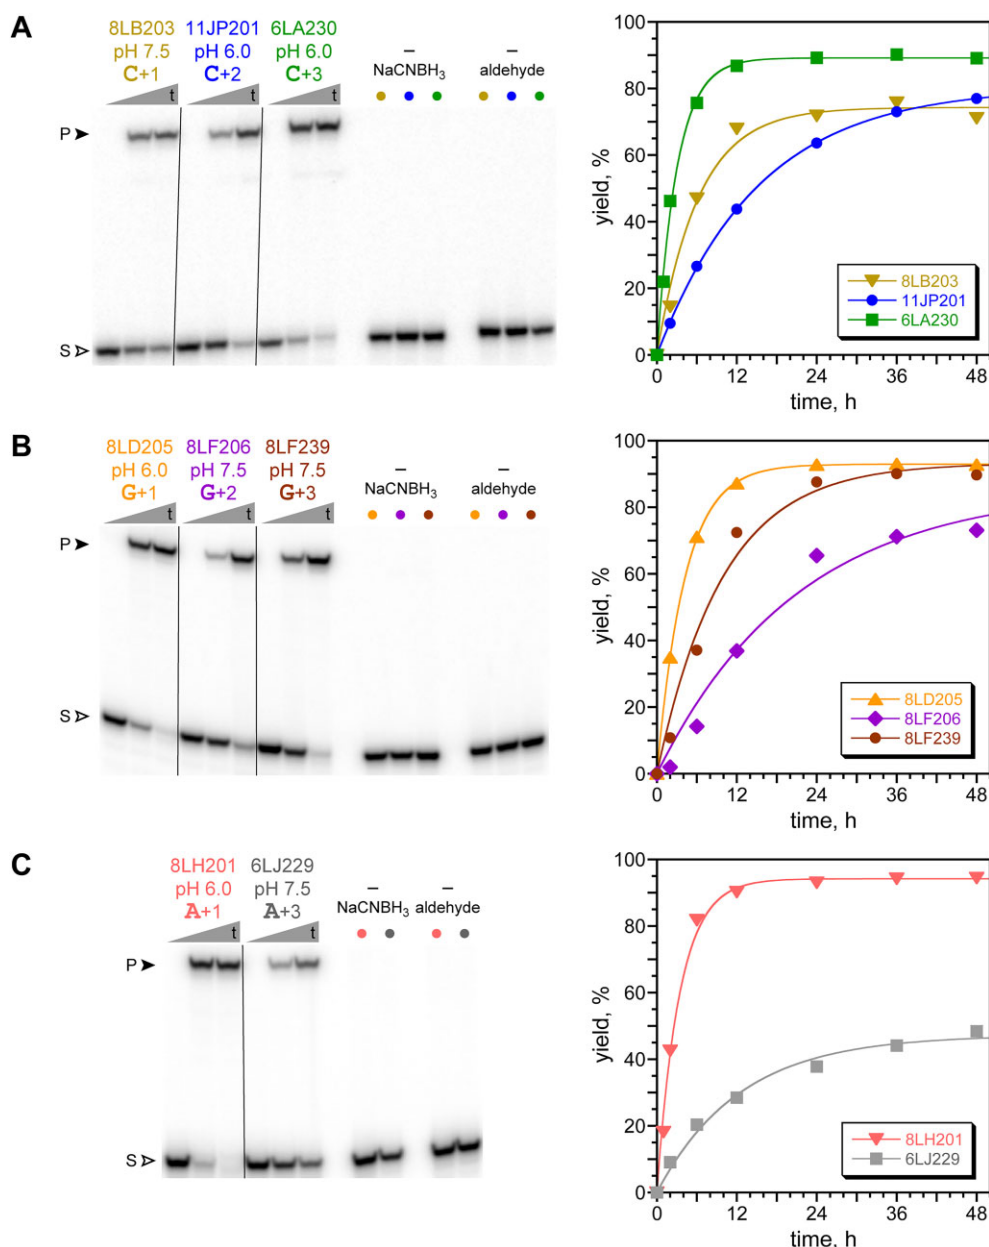 A
8LB203 11JP201 6LA230
pH 7.5 pH 6.0 pH 6.0
C+1 C+2 C+3
– –
NaCNBH₃ aldehyde
t t t
P
S
yield, %
100
80
60
40
20
0
8LB203
11JP201
6LA230
0 12 24 36 48
time, h
B
8LD205 8LF206 8LF239
pH 6.0 pH 7.5 pH 7.5
G+1 G+2 G+3
– –
NaCNBH₃ aldehyde
t t t
P
S
yield, %
100
80
60
40
20
0
8LD205
8LF206
8LF239
0 12 24 36 48
time, h
C
8LH201 6LJ229
pH 6.0 pH 7.5
A+1 A+3
– –
NaCNBH₃ aldehyde
t t
P
S
yield, %
100
80
60
40
20
0
8LH201
6LJ229
0 12 24 36 48
time, h